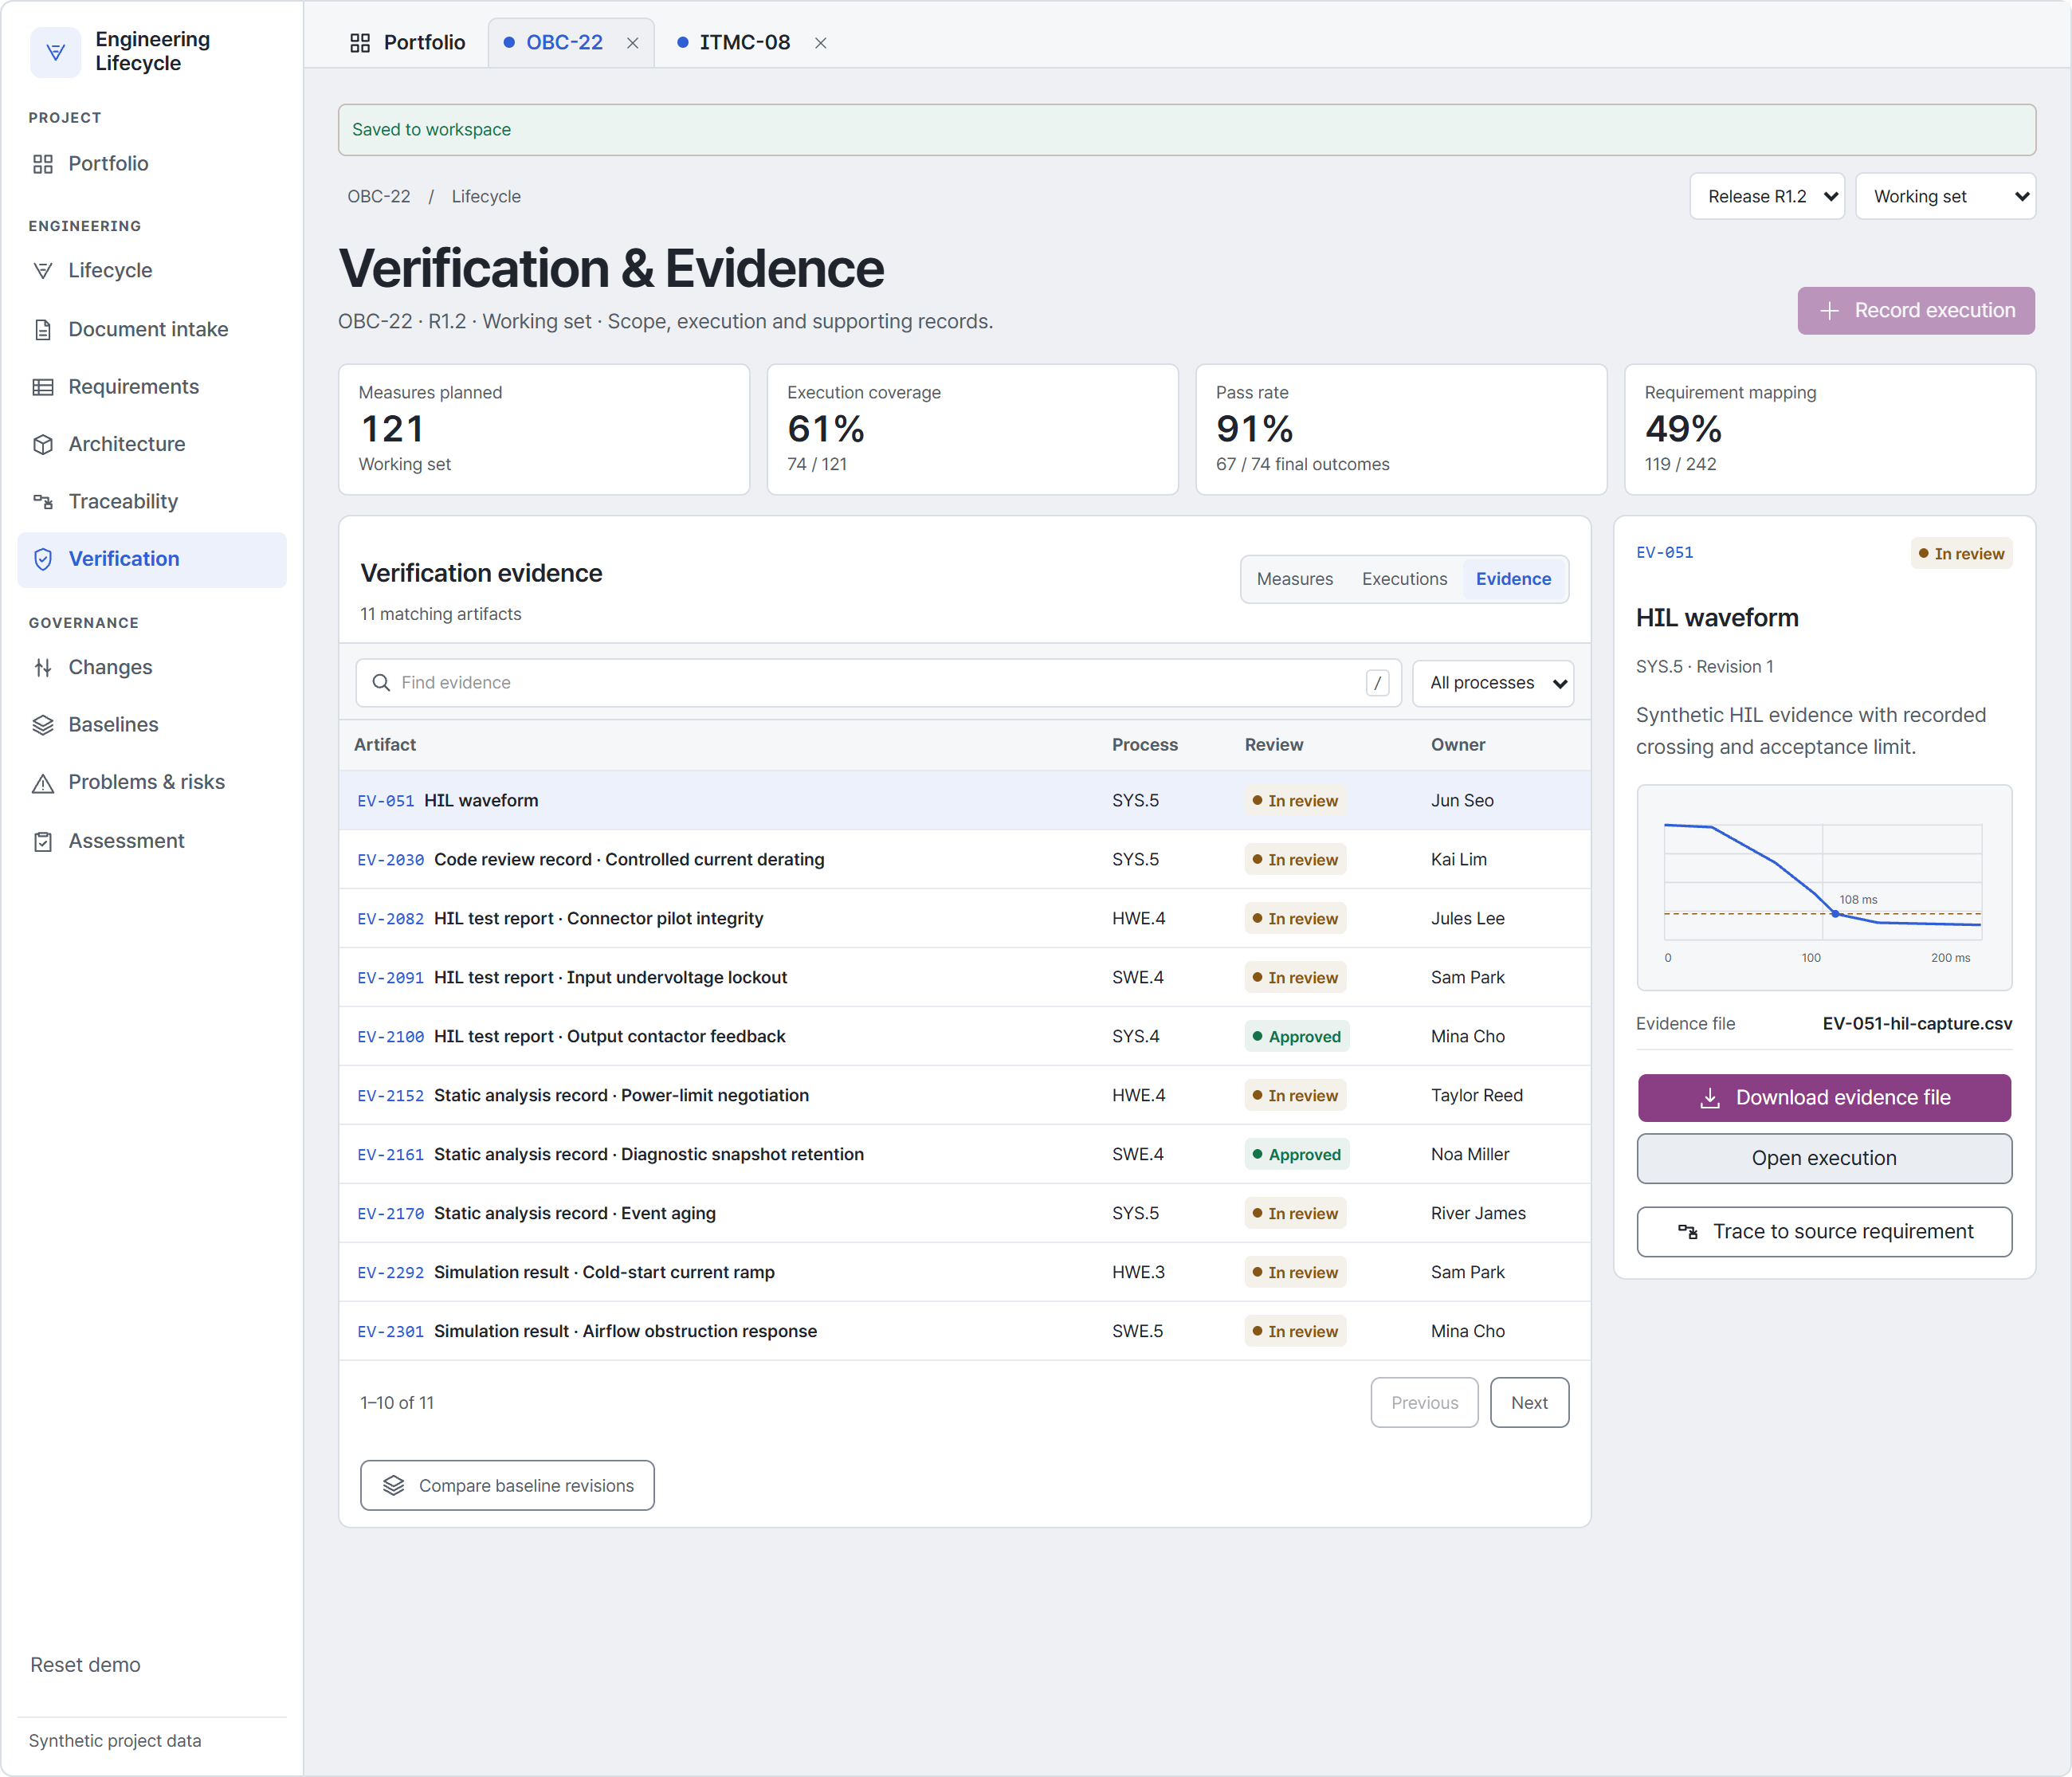 Engineering
Lifecycle
PROJECT
Portfolio
ENGINEERING
Lifecycle
Document intake
Requirements
Architecture
Traceability
Verification
GOVERNANCE
Changes
Baselines
Problems & risks
Assessment
Reset demo
Synthetic project data
Portfolio
OBC-22
ITMC-08
Saved to workspace
OBC-22 / Lifecycle
Release R1.2
Working set
Verification & Evidence
OBC-22 · R1.2 · Working set · Scope, execution and supporting records.
Record execution
Measures planned
121
Working set
Execution coverage
61%
74 / 121
Pass rate
91%
67 / 74 final outcomes
Requirement mapping
49%
119 / 242
Verification evidence
11 matching artifacts
Measures Executions Evidence
Find evidence /
All processes
Artifact Process Review Owner
EV-051 HIL waveform SYS.5 In review Jun Seo
EV-2030 Code review record · Controlled current derating SYS.5 In review Kai Lim
EV-2082 HIL test report · Connector pilot integrity HWE.4 In review Jules Lee
EV-2091 HIL test report · Input undervoltage lockout SWE.4 In review Sam Park
EV-2100 HIL test report · Output contactor feedback SYS.4 Approved Mina Cho
EV-2152 Static analysis record · Power-limit negotiation HWE.4 In review Taylor Reed
EV-2161 Static analysis record · Diagnostic snapshot retention SWE.4 Approved Noa Miller
EV-2170 Static analysis record · Event aging SYS.5 In review River James
EV-2292 Simulation result · Cold-start current ramp HWE.3 In review Sam Park
EV-2301 Simulation result · Airflow obstruction response SWE.5 In review Mina Cho
1–10 of 11
Previous
Next
Compare baseline revisions
EV-051
In review
HIL waveform
SYS.5 · Revision 1
Synthetic HIL evidence with recorded
crossing and acceptance limit.
108 ms
0 100 200 ms
Evidence file EV-051-hil-capture.csv
Download evidence file
Open execution
Trace to source requirement